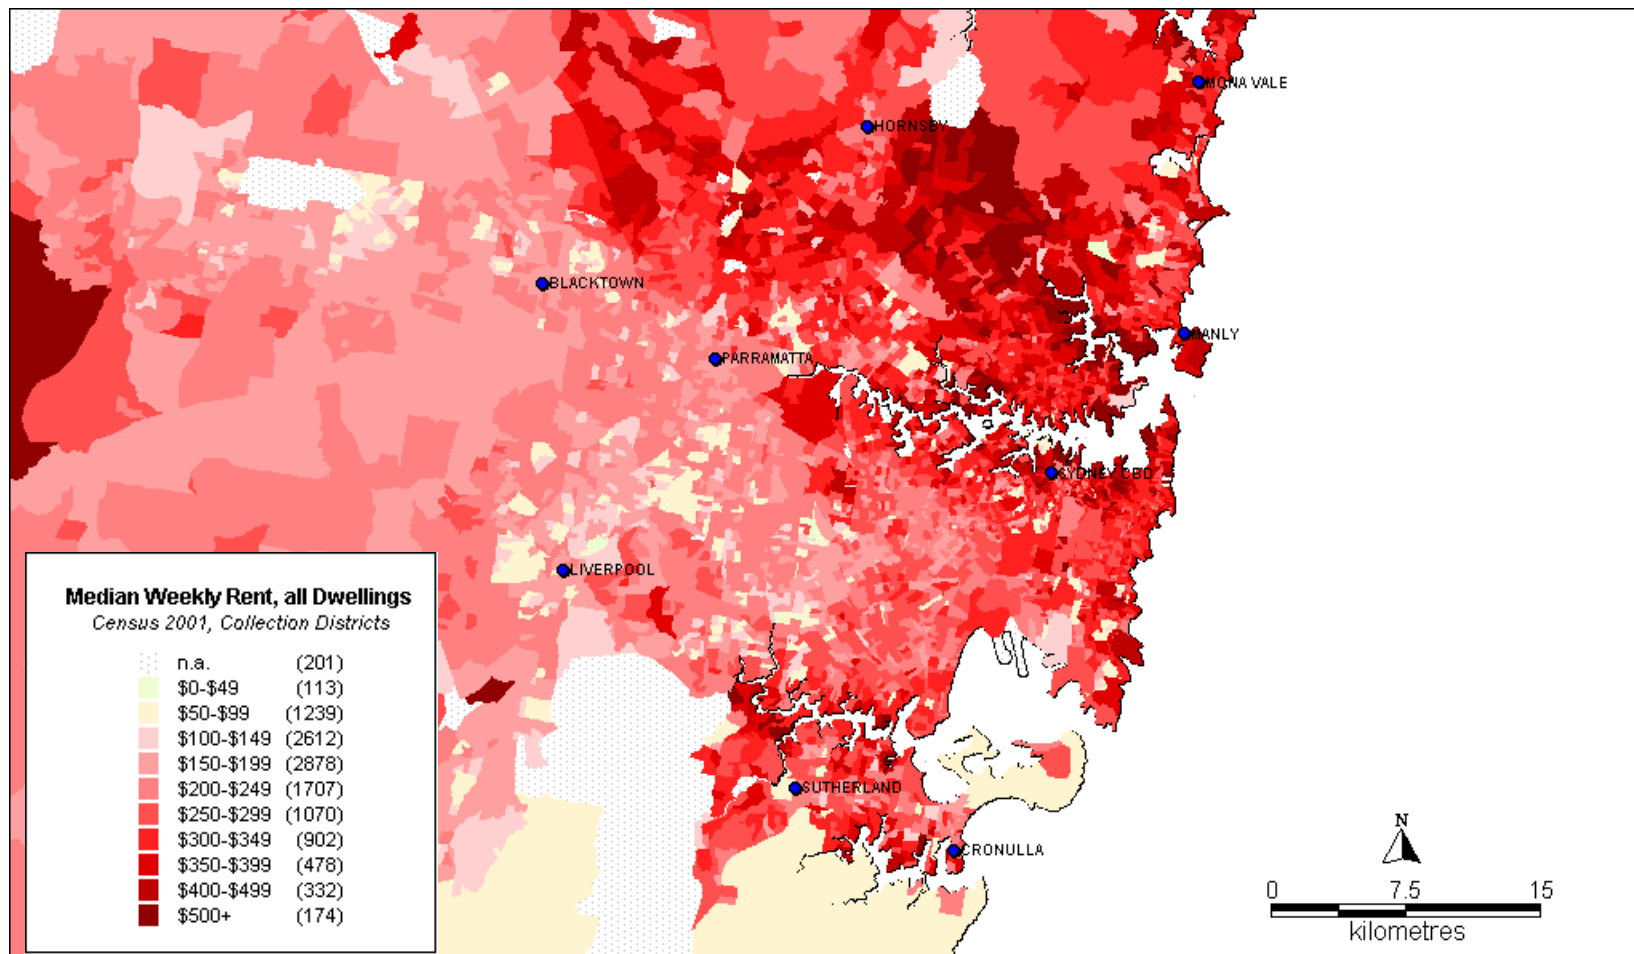 MONA VALE
HORNSBY
BLACKTOWN
MANLY
PARRAMATTA
SYDNEY CBD
LIVERPOOL
SUTHERLAND
CRONULLA
Median Weekly Rent, all Dwellings
Census 2001, Collection Districts
n.a. (201)
$0-$49 (113)
$50-$99 (1239)
$100-$149 (2612)
$150-$199 (2878)
$200-$249 (1707)
$250-$299 (1070)
$300-$349 (902)
$350-$399 (478)
$400-$499 (332)
$500+ (174)
N
0 7.5 15
kilometres